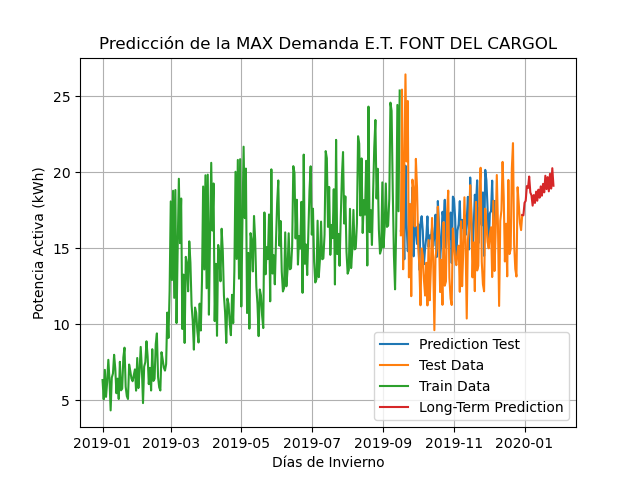 Predicción de la MAX Demanda E.T. FONT DEL CARGOL
Potencia Activa (kWh)
25
20
15
10
5
Prediction Test
Test Data
Train Data
Long-Term Prediction
2019-01 2019-03 2019-05 2019-07 2019-09 2019-11 2020-01
Días de Invierno